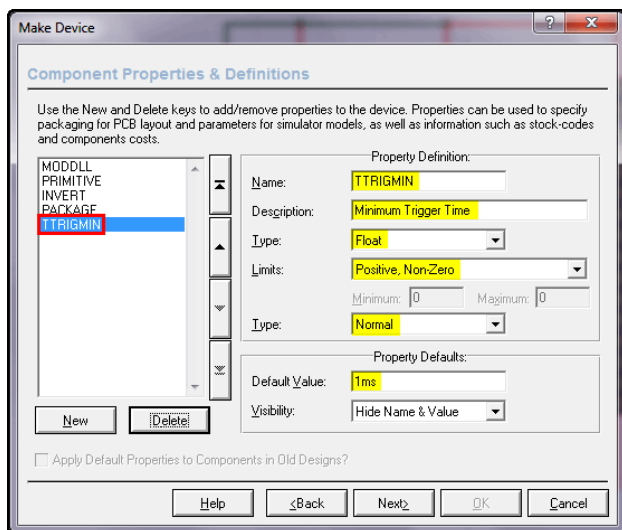 Make Device
?
X
Component Properties & Definitions
Use the New and Delete keys to add/remove properties to the device. Properties can be used to specify
packaging for PCB layout and parameters for simulator models, as well as information such as stock-codes
and components costs.
MODDLL
PRIMITIVE
INVERT
PACKAGE
TTRIGMIN
New
Delete
Property Definition:
Name: TTRIGMIN
Description: Minimum Trigger Time
Type: Float
Limits: Positive, Non-Zero
Minimum: 0 Maximum: 0
Type: Normal
Property Defaults:
Default Value: 1ms
Visibility: Hide Name & Value
Apply Default Properties to Components in Old Designs?
Help
<Back
Next>
OK
Cancel